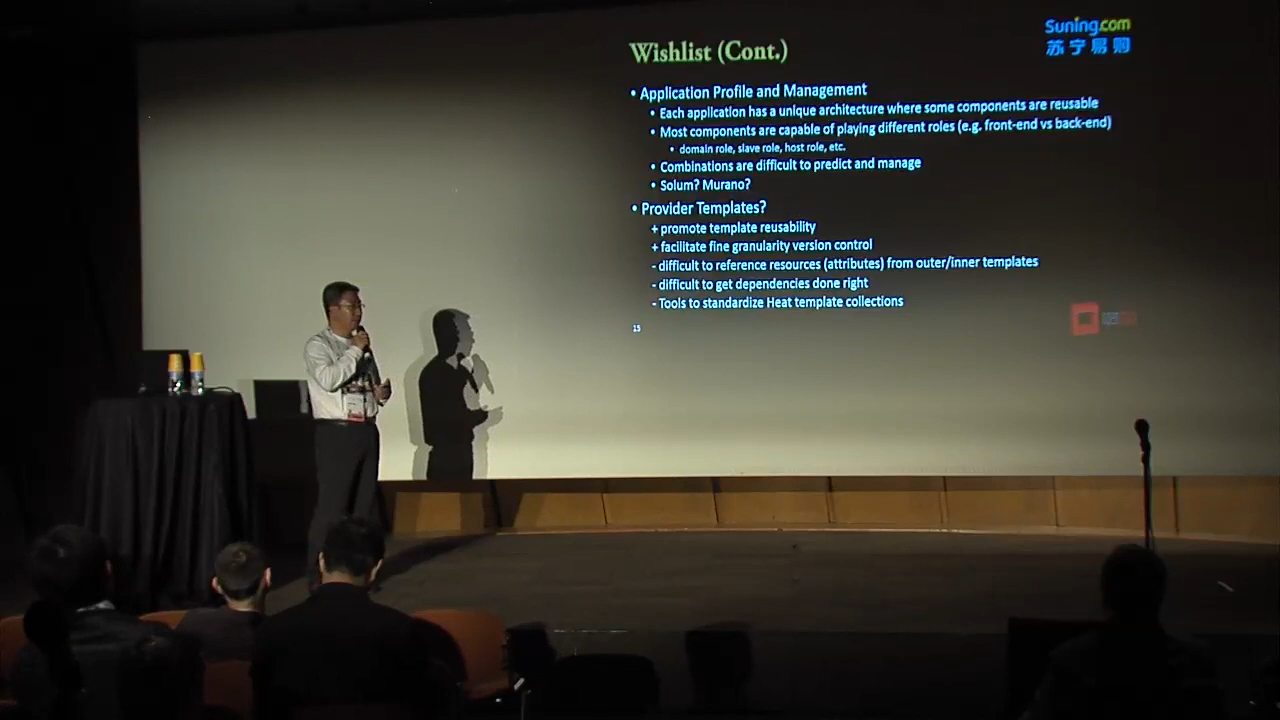 Suning.com
苏宁易购
Wishlist (Cont.)
• Application Profile and Management
• Each application has a unique architecture where some components are reusable
• Most components are capable of playing different roles (e.g. front-end vs back-end)
• domain role, slave role, host role, etc.
• Combinations are difficult to predict and manage
• Solum? Murano?
• Provider Templates?
+ promote template reusability
+ facilitate fine granularity version control
- difficult to reference resources (attributes) from outer/inner templates
- difficult to get dependencies done right
- Tools to standardize Heat template collections
15